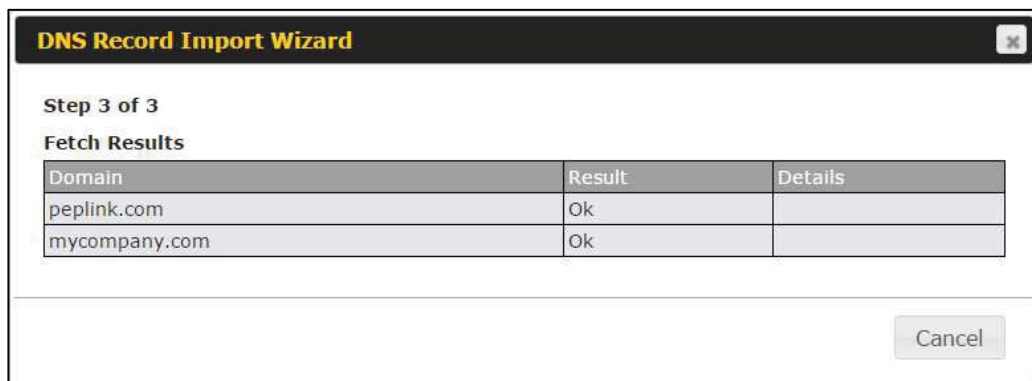 DNS Record Import Wizard
Step 3 of 3
Fetch Results
Domain Result Details
peplink.com Ok
mycompany.com Ok
Cancel